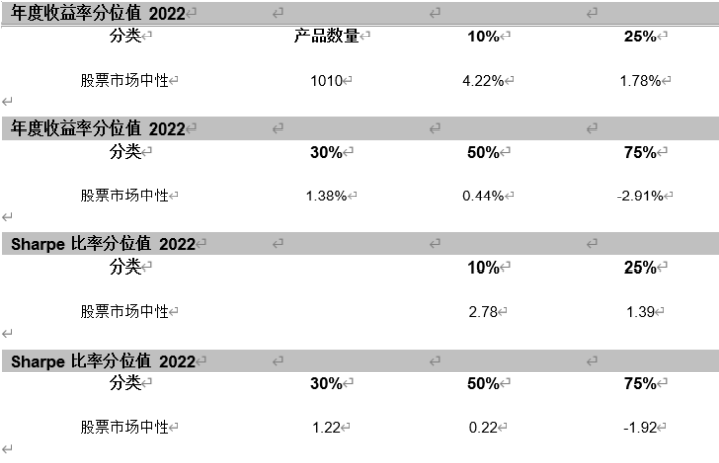 年度收益率分位值 2022
分类 产品数量 10% 25%
股票市场中性 1010 4.22% 1.78%
年度收益率分位值 2022
分类 30% 50% 75%
股票市场中性 1.38% 0.44% -2.91%
Sharpe 比率分位值 2022
分类 10% 25%
股票市场中性 2.78 1.39
Sharpe 比率分位值 2022
分类 30% 50% 75%
股票市场中性 1.22 0.22 -1.92